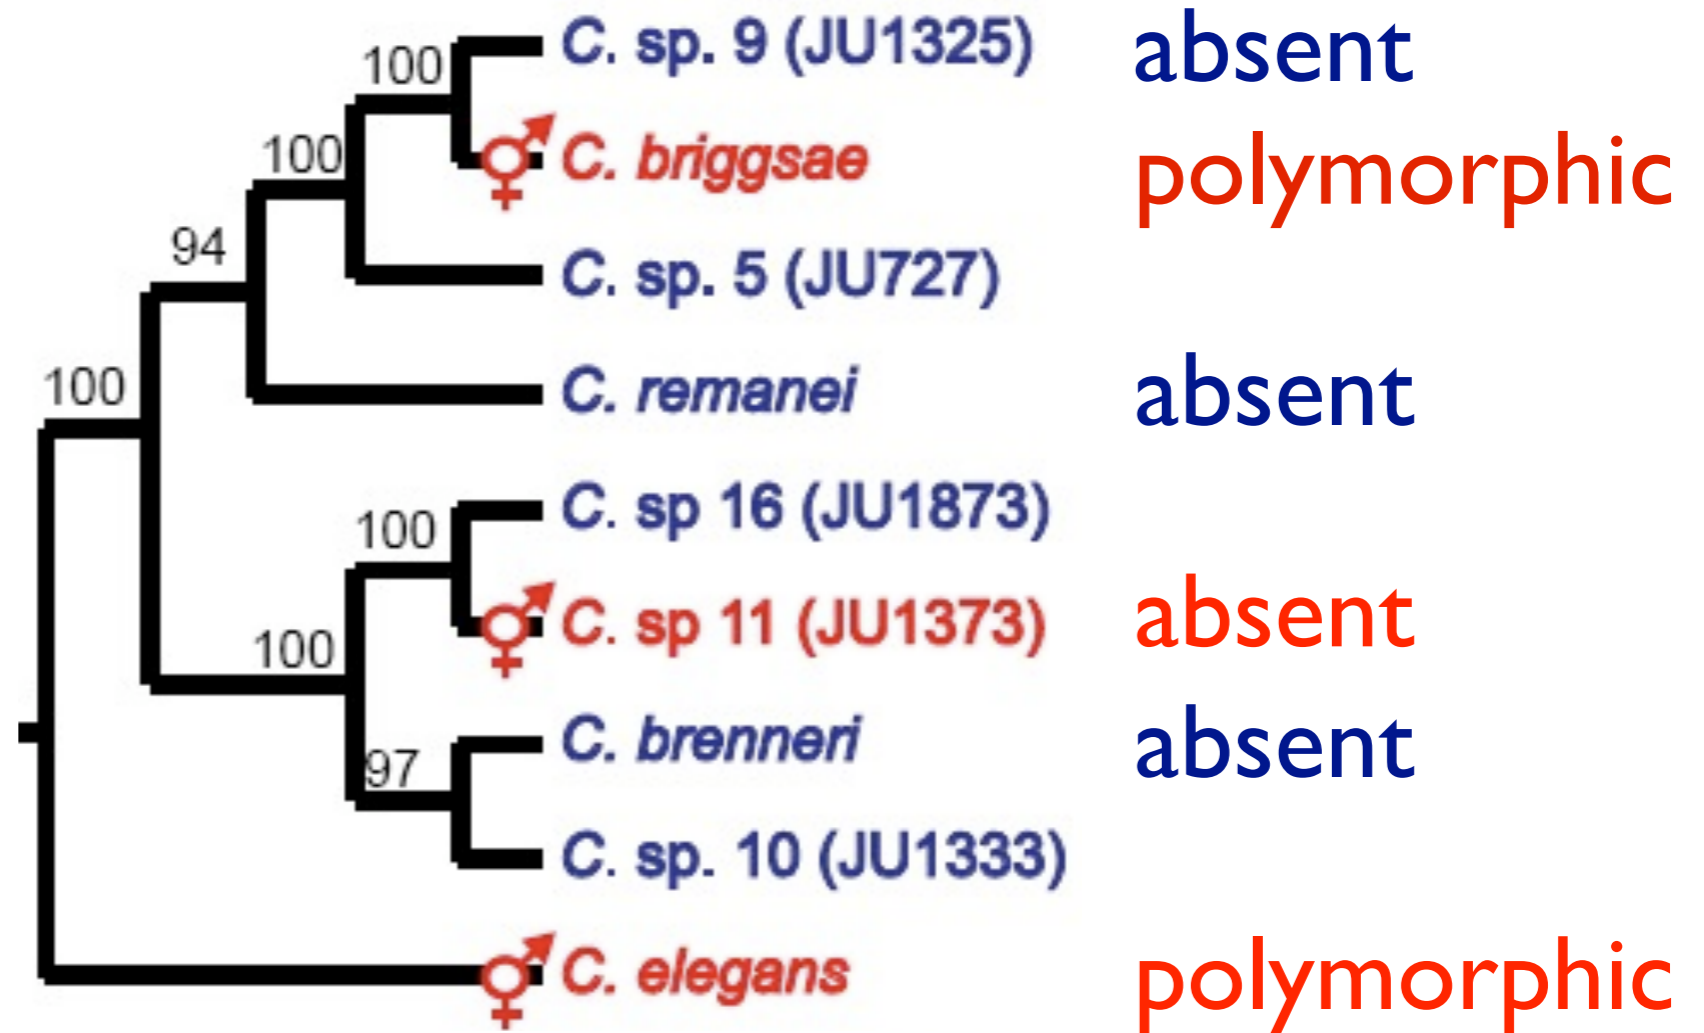 100 C. sp. 9 (JU1325) absent
100 C. briggsae polymorphic
94 C. sp. 5 (JU727)
100 C. remanei absent
100 C. sp 16 (JU1873)
100 C. sp 11 (JU1373) absent
97 C. brenneri absent
C. sp. 10 (JU1333)
C. elegans polymorphic